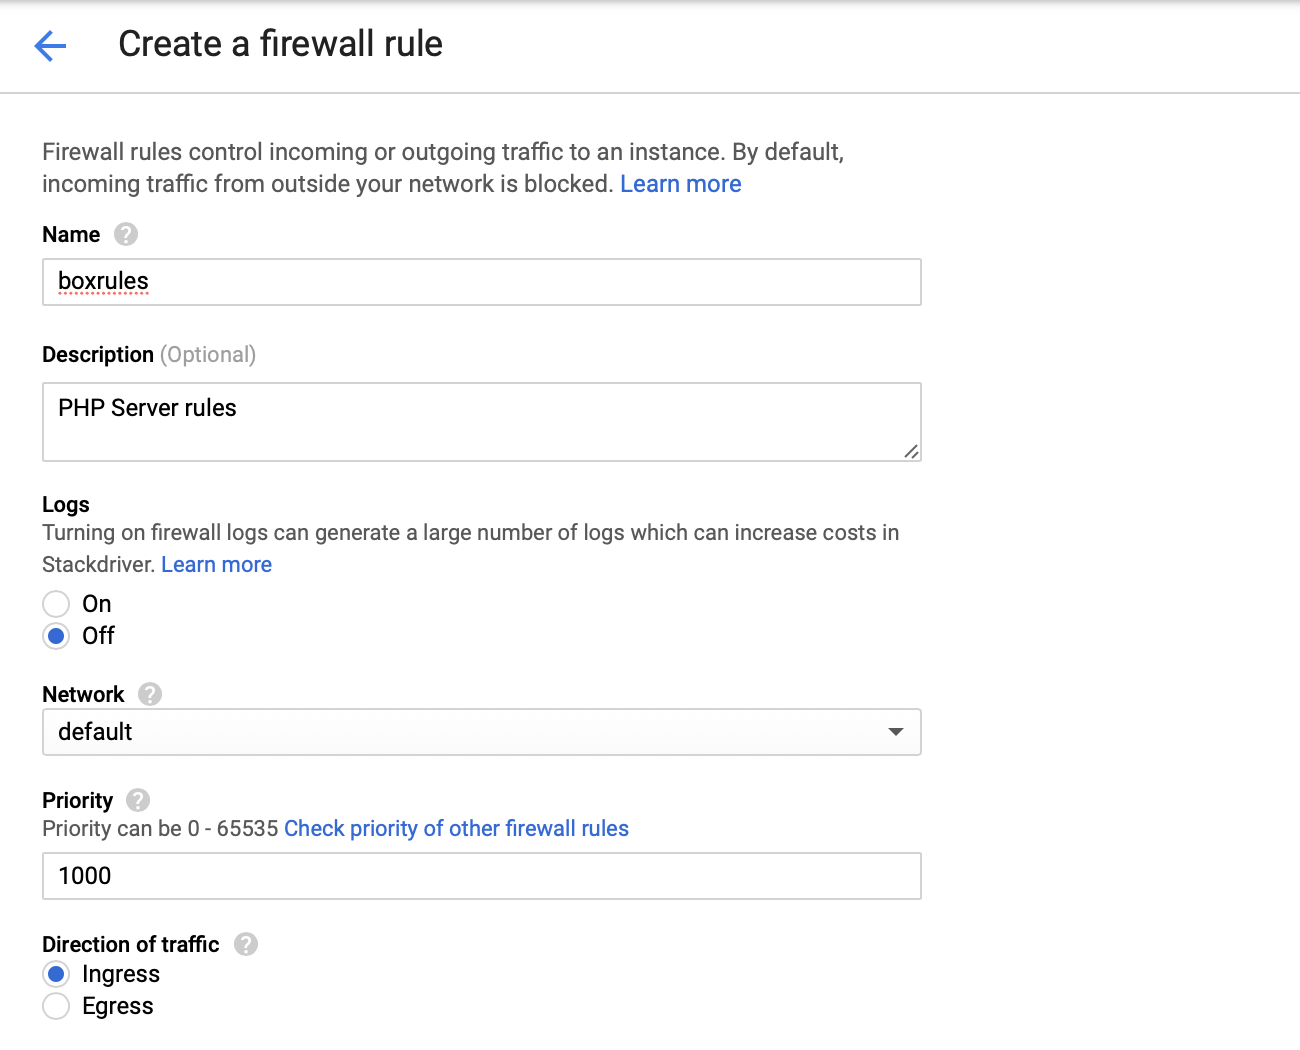 Create a firewall rule
Firewall rules control incoming or outgoing traffic to an instance. By default,
incoming traffic from outside your network is blocked. Learn more
Name ?
boxrules
Description (Optional)
PHP Server rules
Logs
Turning on firewall logs can generate a large number of logs which can increase costs in
Stackdriver. Learn more
On
Off
Network ?
default
Priority ?
Priority can be 0 - 65535 Check priority of other firewall rules
1000
Direction of traffic ?
Ingress
Egress